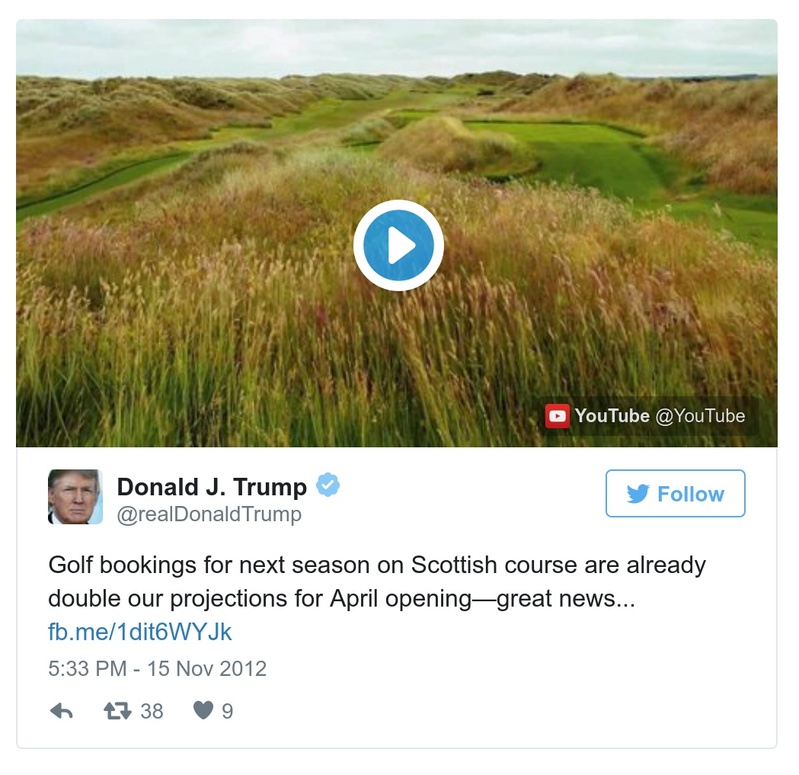 YouTube @YouTube
Donald J. Trump
@realDonaldTrump
Follow
Golf bookings for next season on Scottish course are already
double our projections for April opening—great news...
fb.me/1dit6WYJk
5:33 PM - 15 Nov 2012
38 9